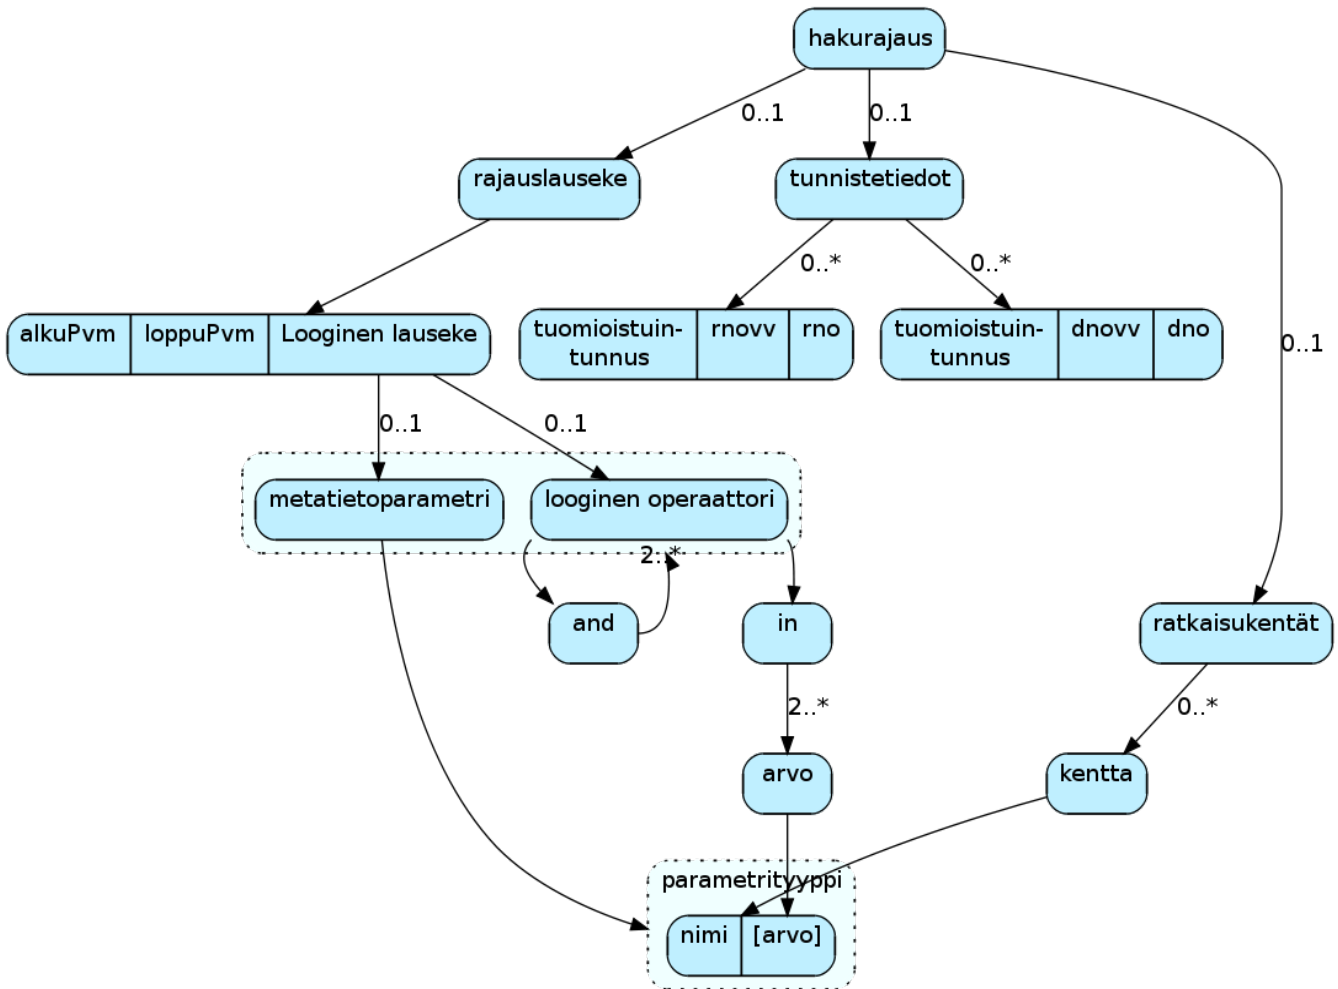 hakurajaus
0..1
0..1
rajauslauseke
tunnistetiedot
0..*
0..*
alkuPvm
loppuPvm
Looginen lauseke
tuomioistuin-
tunnus
rnovv
rno
tuomioistuin-
tunnus
dnovv
dno
0..1
0..1
0..1
metatietoparametri
looginen operaattori
2..*
and
in
ratkaisukentät
2..*
0..*
arvo
kentta
parametrityyppi
nimi
[arvo]